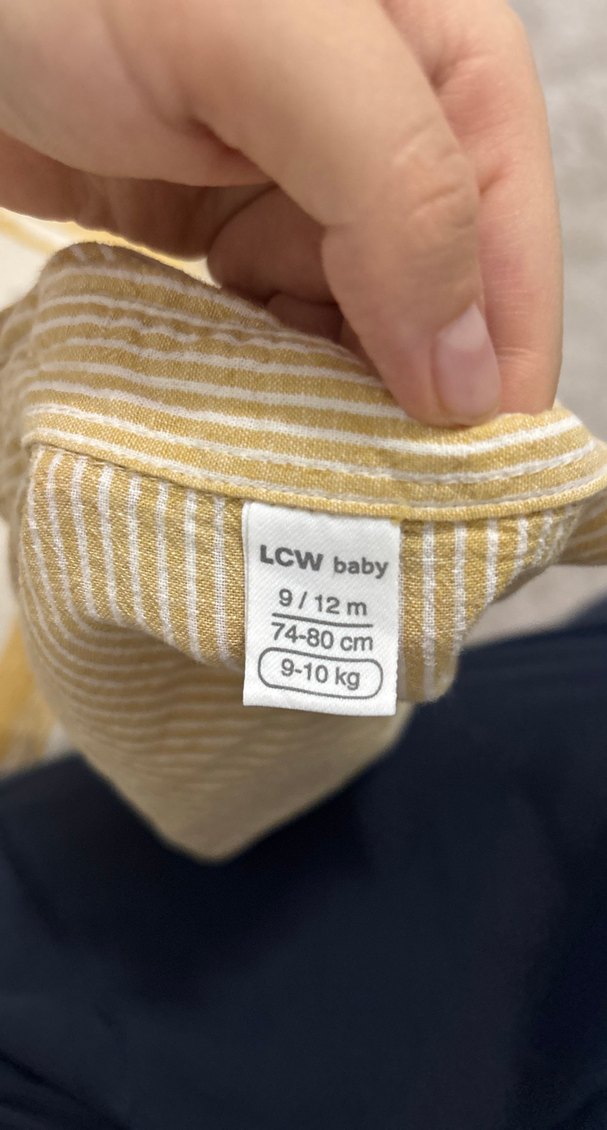 LCW baby
9 / 12 m
74-80 cm
9-10 kg